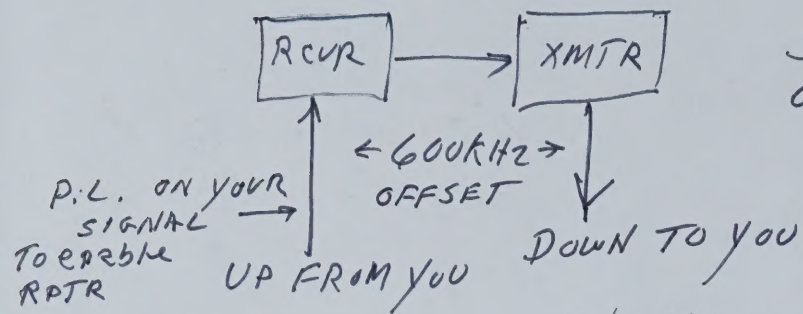 RCVR
XMTR
← 600KHz →
OFFSET
P.L. ON YOUR
SIGNAL
To enable
RPTR
UP FROM YOU
DOWN TO YOU